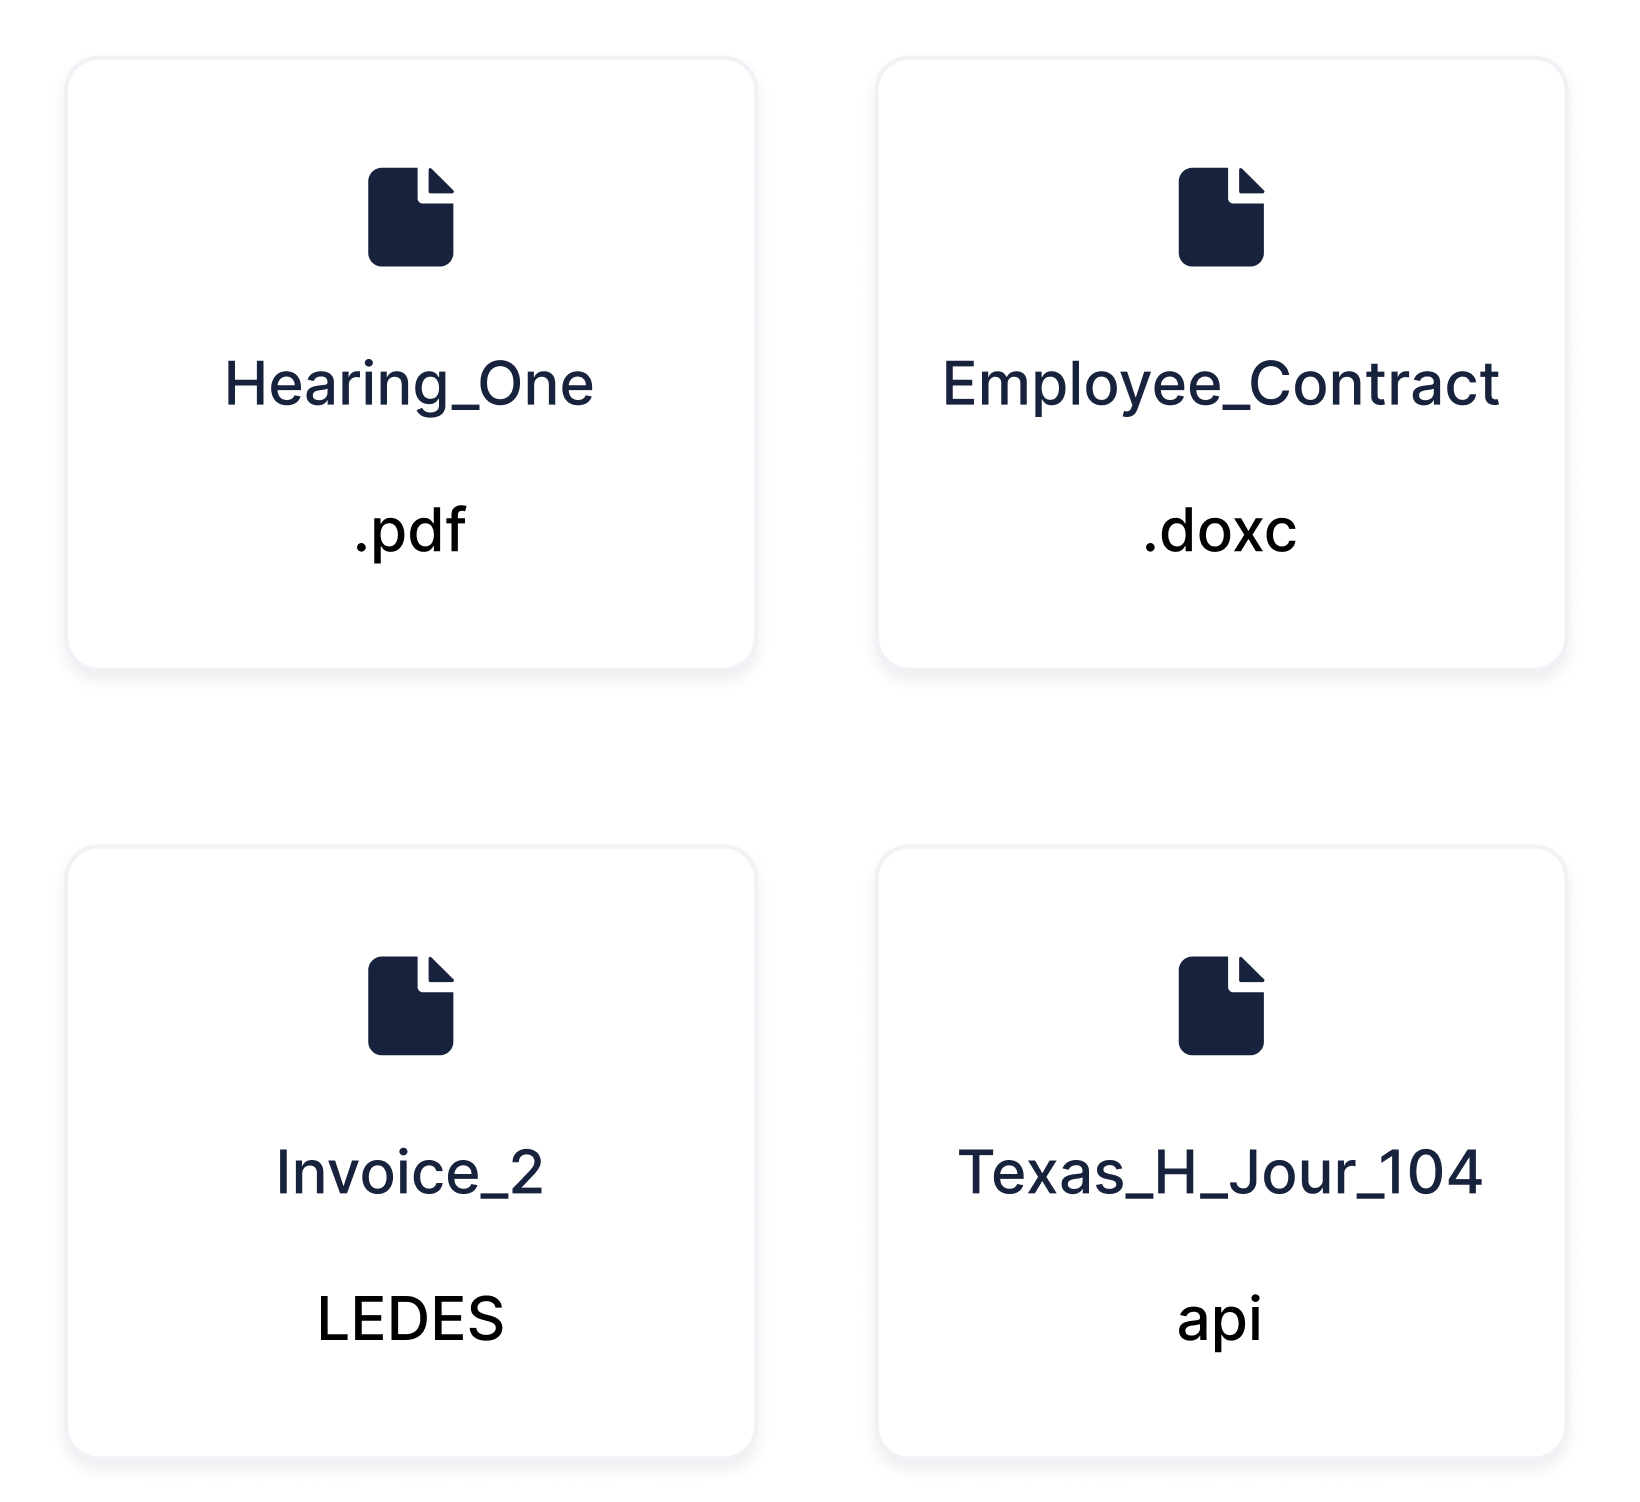 Hearing_One
.pdf
Employee_Contract
.doxc
Invoice_2
LEDES
Texas_H_Jour_104
api